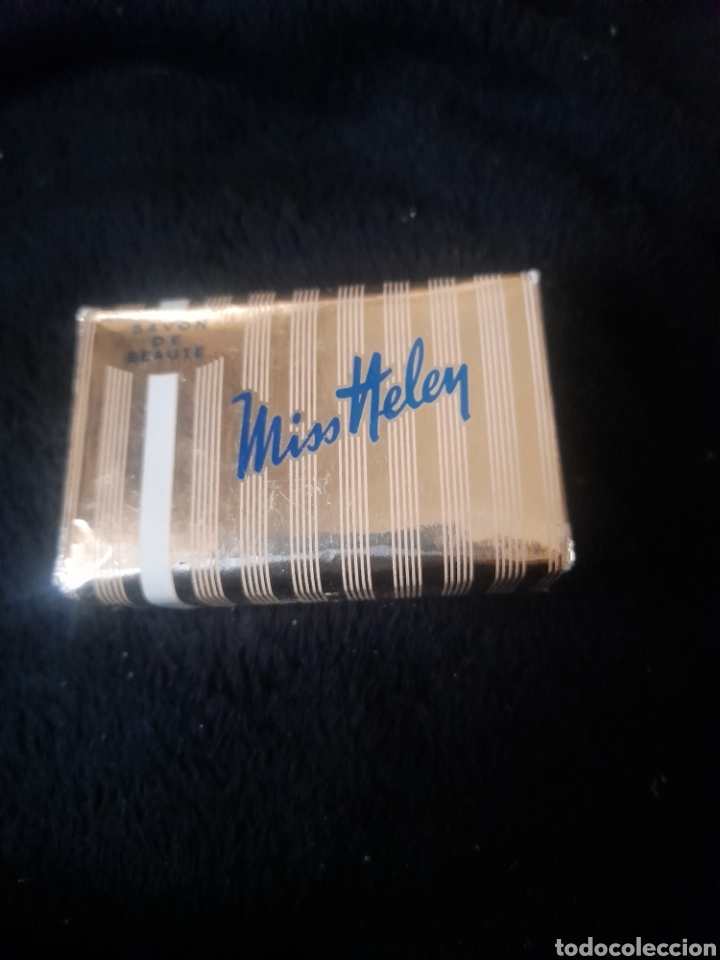 SAVON
DE
BEAUTE
Miss Helen
todocoleccion